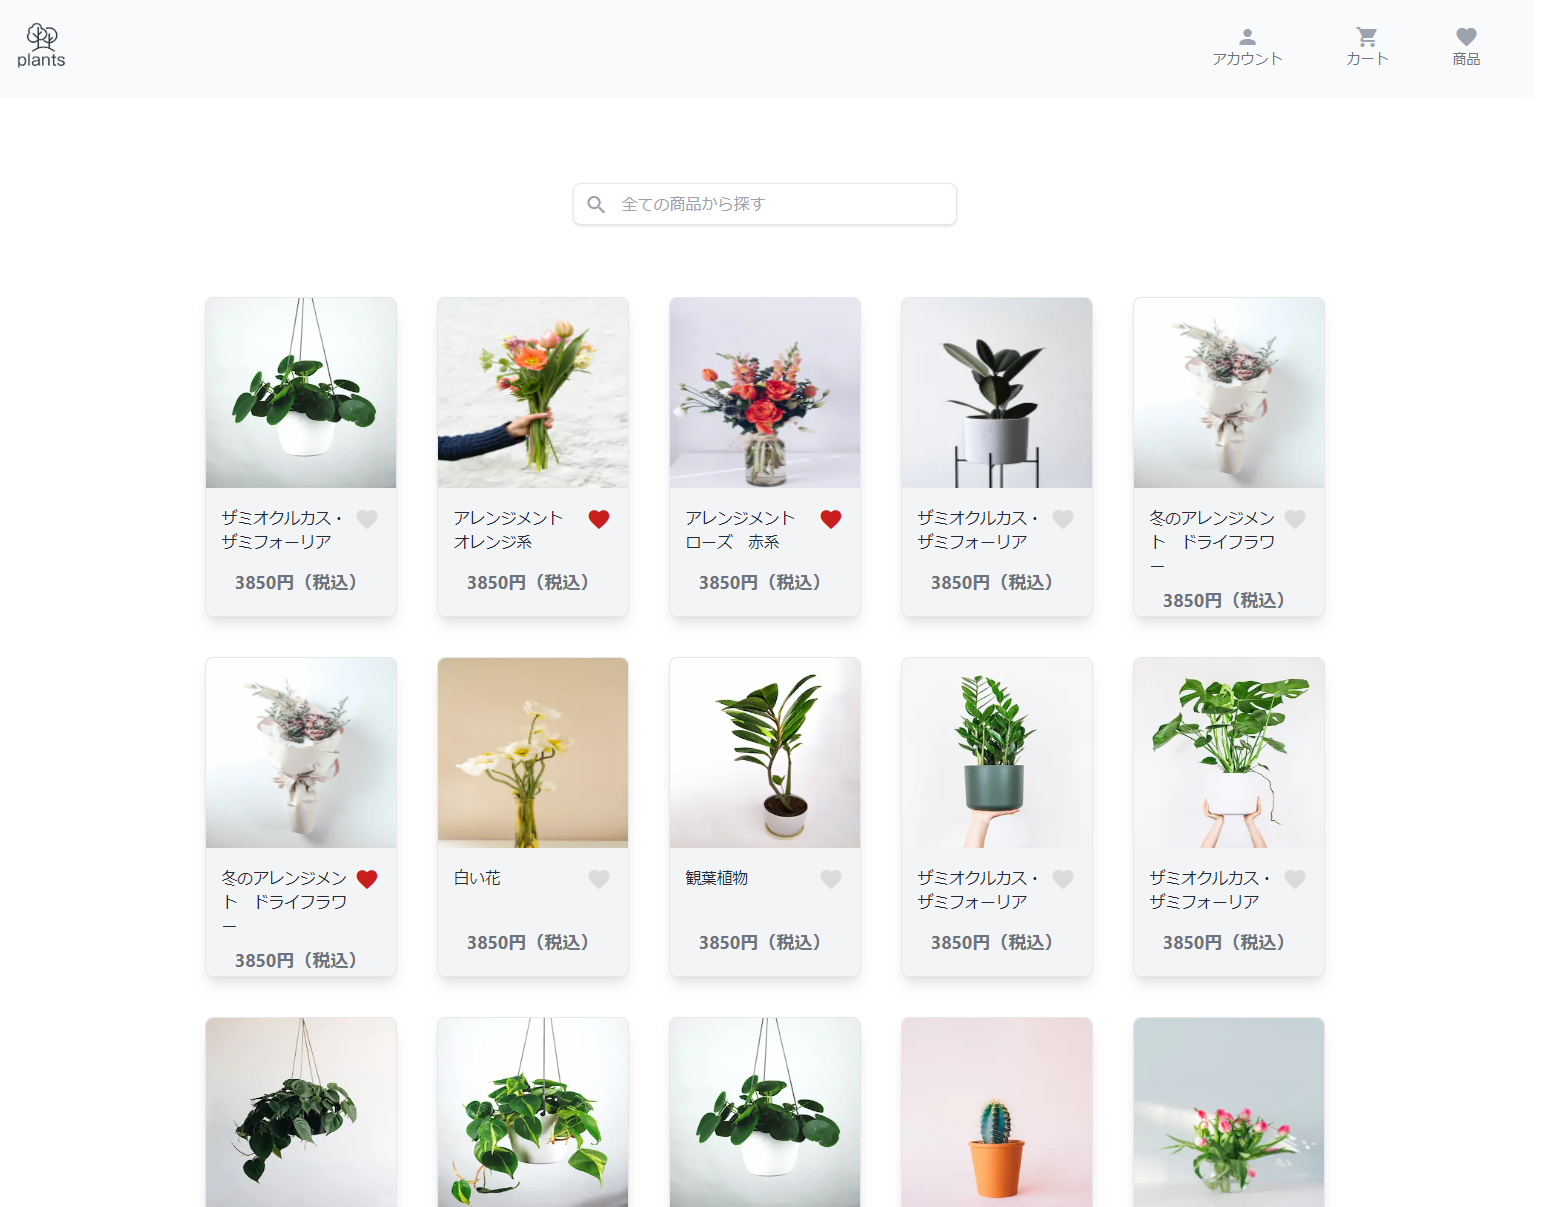 plants
アカウント
カート
商品
全ての商品から探す
ザミオクルカス・
ザミフォーリア
3850円（税込）
アレンジメント
オレンジ系
3850円（税込）
アレンジメント
ローズ　赤系
3850円（税込）
ザミオクルカス・
ザミフォーリア
3850円（税込）
冬のアレンジメン
ト　ドライフラワ
ー
3850円（税込）
冬のアレンジメン
ト　ドライフラワ
ー
3850円（税込）
白い花
3850円（税込）
観葉植物
3850円（税込）
ザミオクルカス・
ザミフォーリア
3850円（税込）
ザミオクルカス・
ザミフォーリア
3850円（税込）